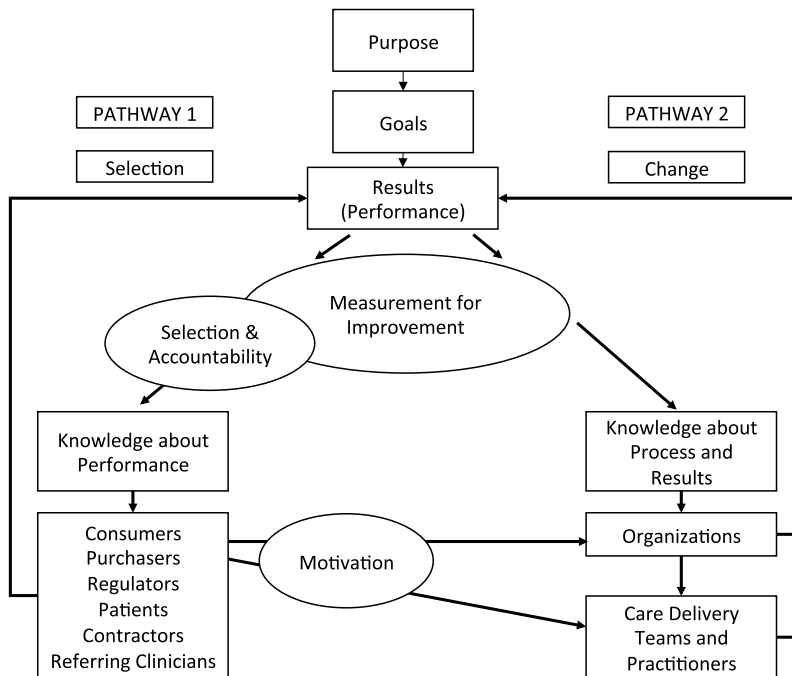 Purpose
PATHWAY 1
PATHWAY 2
Goals
Selection
Change
Results
(Performance)
Measurement for
Improvement
Selection &
Accountability
Knowledge about
Performance
Knowledge about
Process and
Results
Consumers
Purchasers
Regulators
Patients
Contractors
Referring Clinicians
Motivation
Organizations
Care Delivery
Teams and
Practitioners